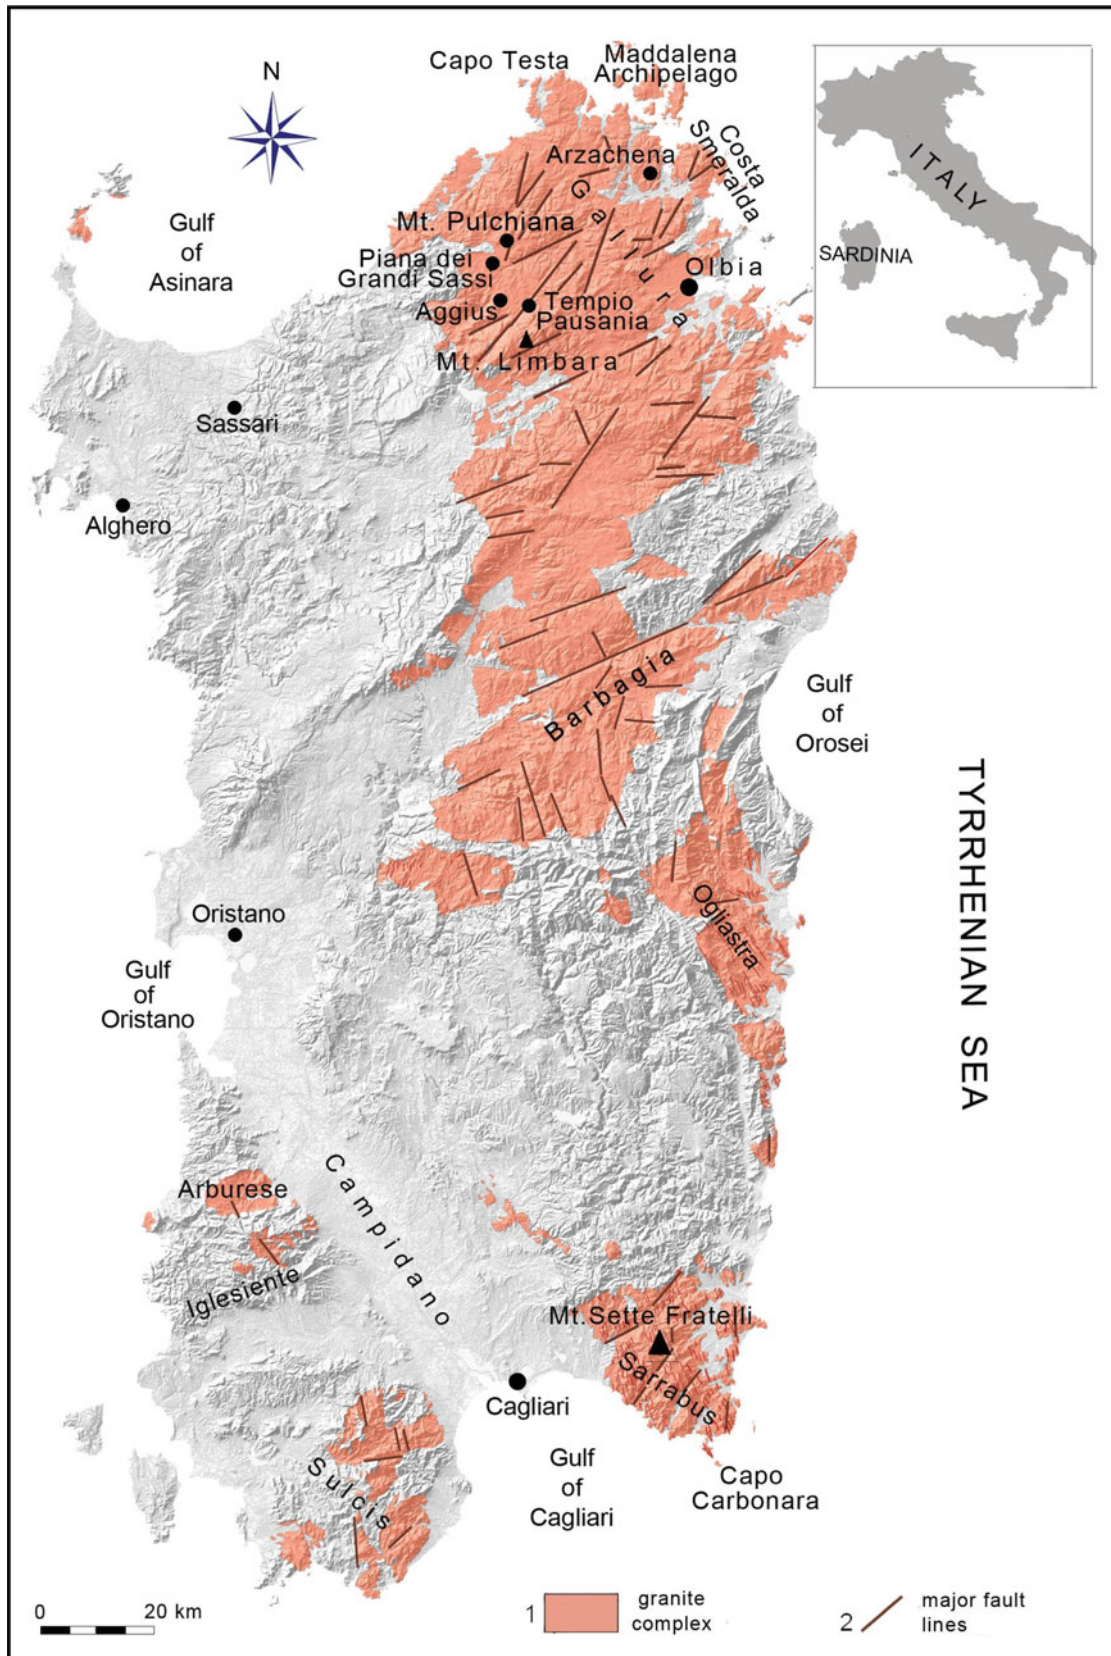 Capo Testa
Maddalena
Archipelago
N
ITALY
SARDINIA
Costa
Smeralda
Arzachena
Gallura
Gulf
of
Asinara
Mt. Pulchiana
Piana dei
Grandi Sassi
Olbia
Aggius
Tempio
Pausania
Mt. Limbara
Sassari
Alghero
Barbagia
Gulf
of
Orosei
TYRRHENIAN SEA
Ogliastra
Oristano
Gulf
of
Oristano
Campidano
Arburese
Iglesiente
Mt.Sette Fratelli
Sarrabus
Cagliari
Gulf
of
Cagliari
Capo
Carbonara
Sulcis
0 20 km
1 granite
complex
2 major fault
lines